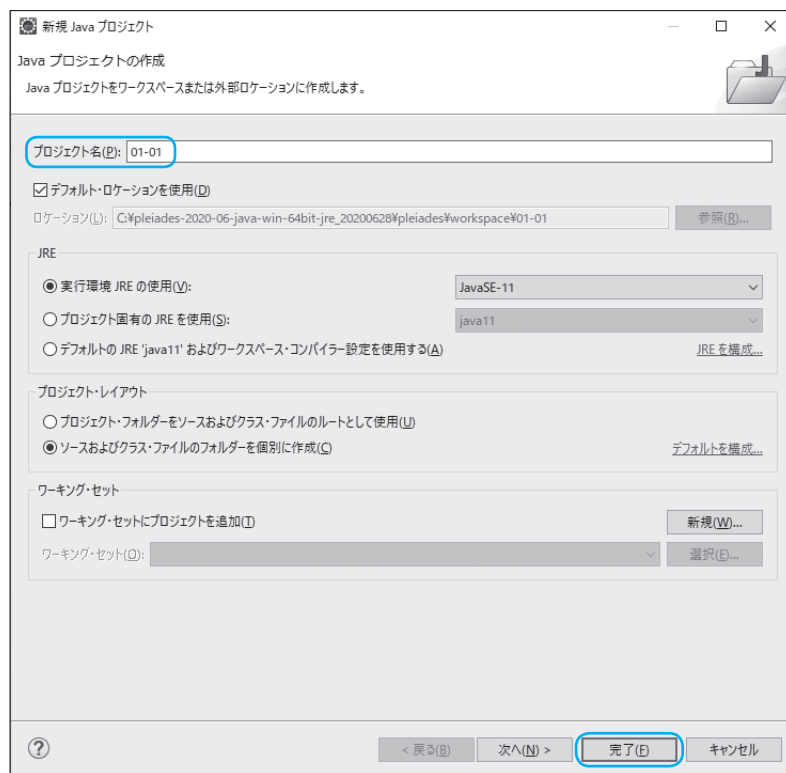 新規 Java プロジェクト
Java プロジェクトの作成
Java プロジェクトをワークスペースまたは外部ロケーションに作成します。
プロジェクト名(P): 01-01
デフォルト・ロケーションを使用(D)
ロケーション(L): C:¥pleiades-2020-06-java-win-64bit-jre_20200628¥pleiades¥workspace¥01-01 参照(R)...
JRE
実行環境 JRE の使用(V): JavaSE-11
プロジェクト固有の JRE を使用(S): java11
デフォルトの JRE 'java11' およびワークスペース・コンパイラー設定を使用する(A) JRE を構成...
プロジェクト・レイアウト
プロジェクト・フォルダーをソースおよびクラス・ファイルのルートとして使用(U)
ソースおよびクラス・ファイルのフォルダーを個別に作成(C) デフォルトを構成...
ワーキング・セット
ワーキング・セットにプロジェクトを追加(T) 新規(W)...
ワーキング・セット(O): 選択(E)...
? < 戻る(B) 次へ(N) > 完了(F) キャンセル